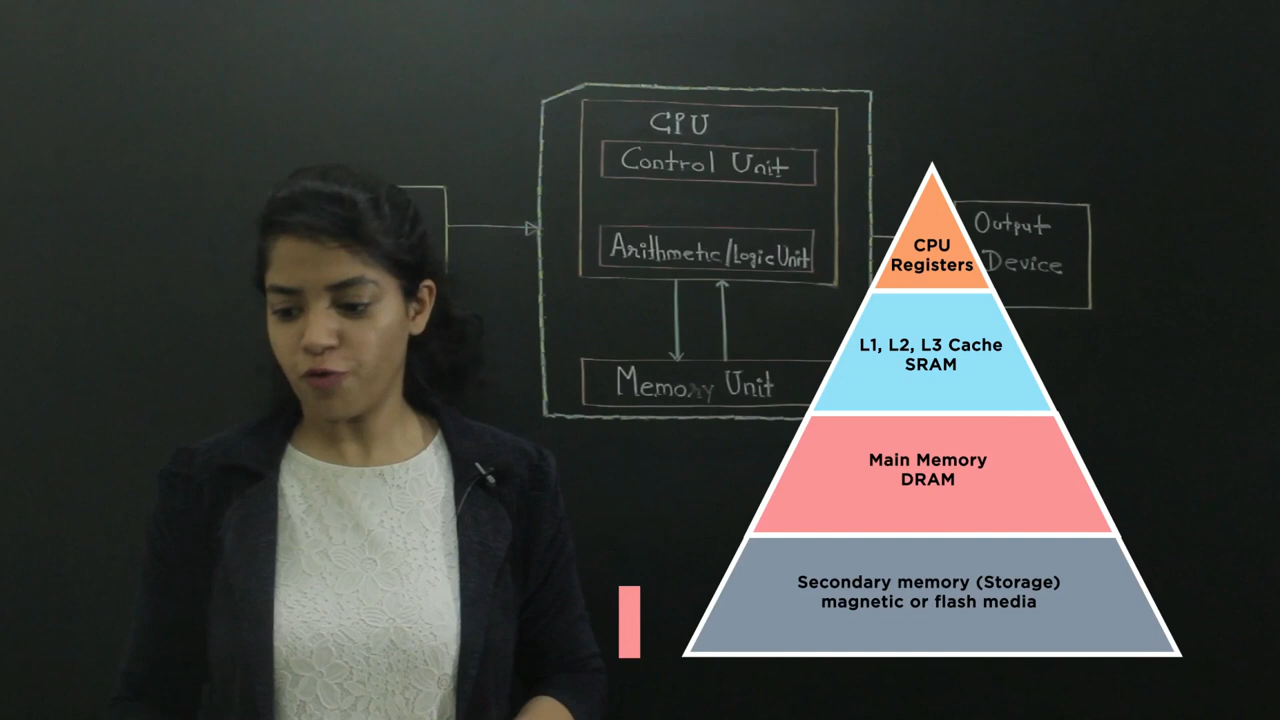 CPU
Control Unit
Arithmetic/Logic Unit
Memory Unit
Output
Device
CPU
Registers
L1, L2, L3 Cache
SRAM
Main Memory
DRAM
Secondary memory (Storage)
magnetic or flash media